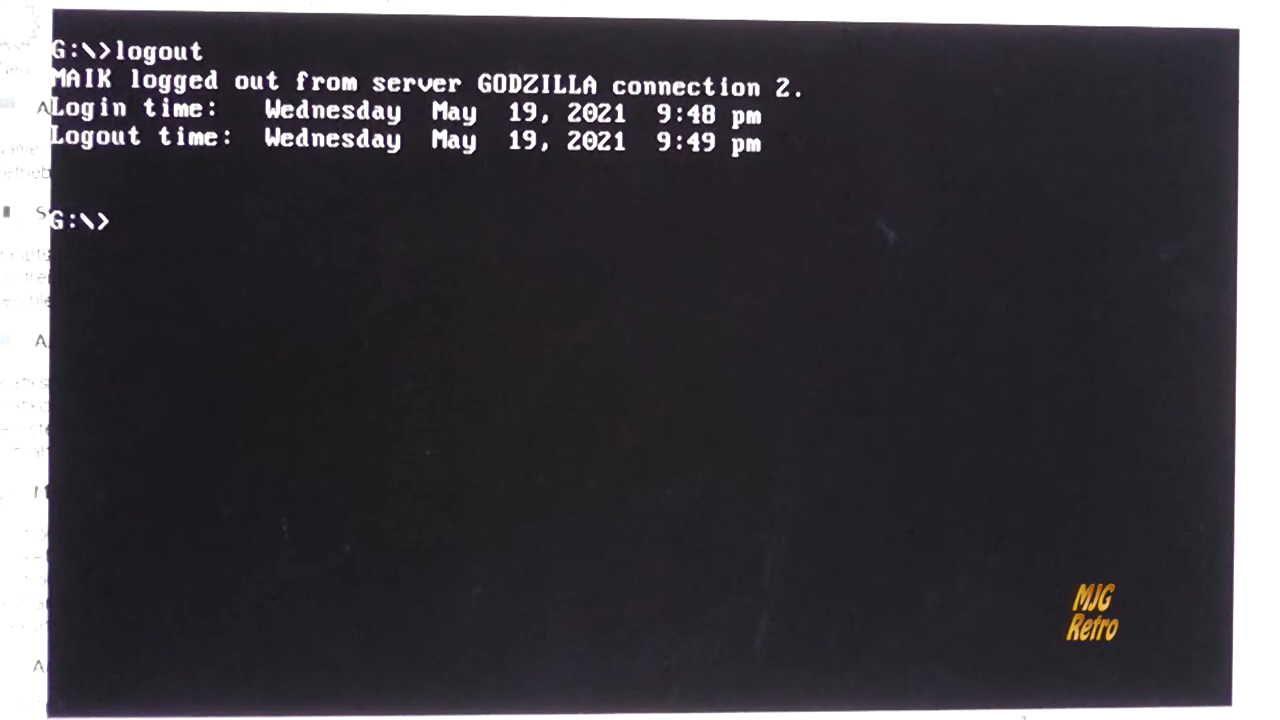 G:\>logout
MAIK logged out from server GODZILLA connection 2.
Login time:   Wednesday  May  19, 2021  9:48 pm
Logout time:  Wednesday  May  19, 2021  9:49 pm
G:\>
MJG
Retro